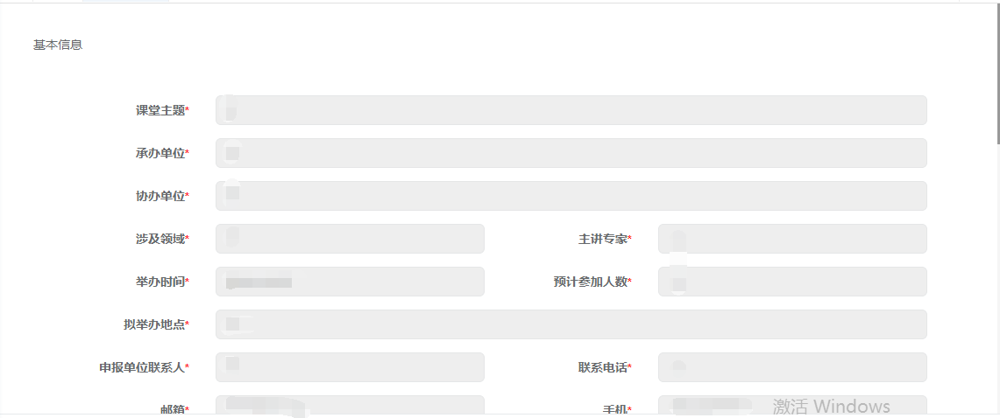 基本信息
课堂主题*
承办单位*
协办单位*
涉及领域* 主讲专家*
举办时间* 预计参加人数*
拟举办地点*
申报单位联系人* 联系电话*
邮箱* 手机*
激活 Windows